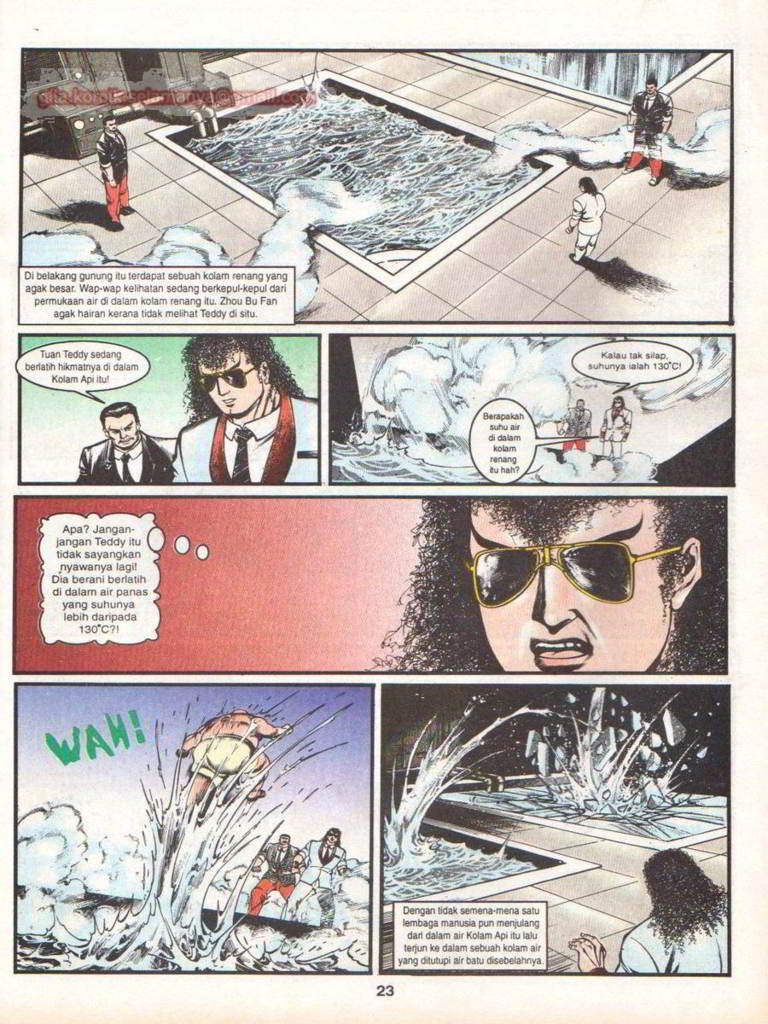 gila.komik.selamanya@gmail.com
Di belakang gunung itu terdapat sebuah kolam renang yang
agak besar. Wap-wap kelihatan sedang berkepul-kepul dari
permukaan air di dalam kolam renang itu. Zhou Bu Fan
agak hairan kerana tidak melihat Teddy di situ.
Tuan Teddy sedang
berlatih hikmatnya di dalam
Kolam Api itu!
Berapakah
suhu air
di dalam
kolam
renang
itu hah?
Kalau tak silap,
suhunya ialah 130°C!
Apa? Jangan-
jangan Teddy itu
tidak sayangkan
nyawanya lagi!
Dia berani berlatih
di dalam air panas
yang suhunya
lebih daripada
130°C?!
WAH!
Dengan tidak semena-mena satu
lembaga manusia pun menjulang
dari dalam air Kolam Api itu lalu
terjun ke dalam sebuah kolam air
yang ditutupi air batu disebelahnya.
23